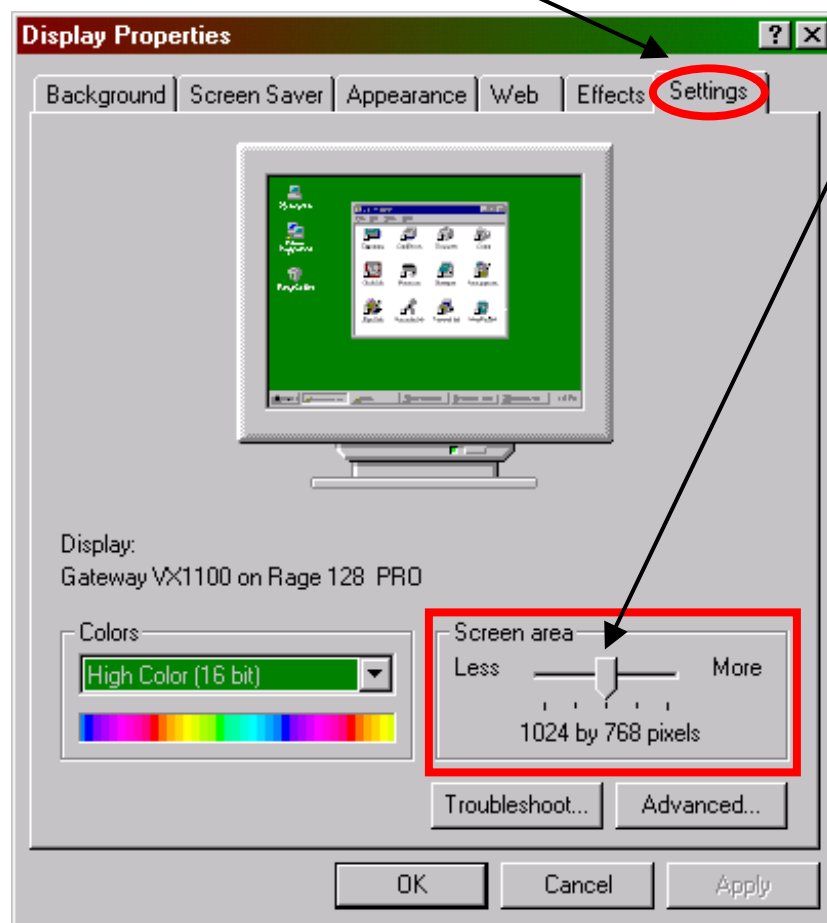 Display Properties
Background Screen Saver Appearance Web Effects Settings
Display:
Gateway VX1100 on Rage 128 PRO
Colors
High Color (16 bit)
Screen area
Less More
1024 by 768 pixels
Troubleshoot... Advanced...
OK Cancel Apply